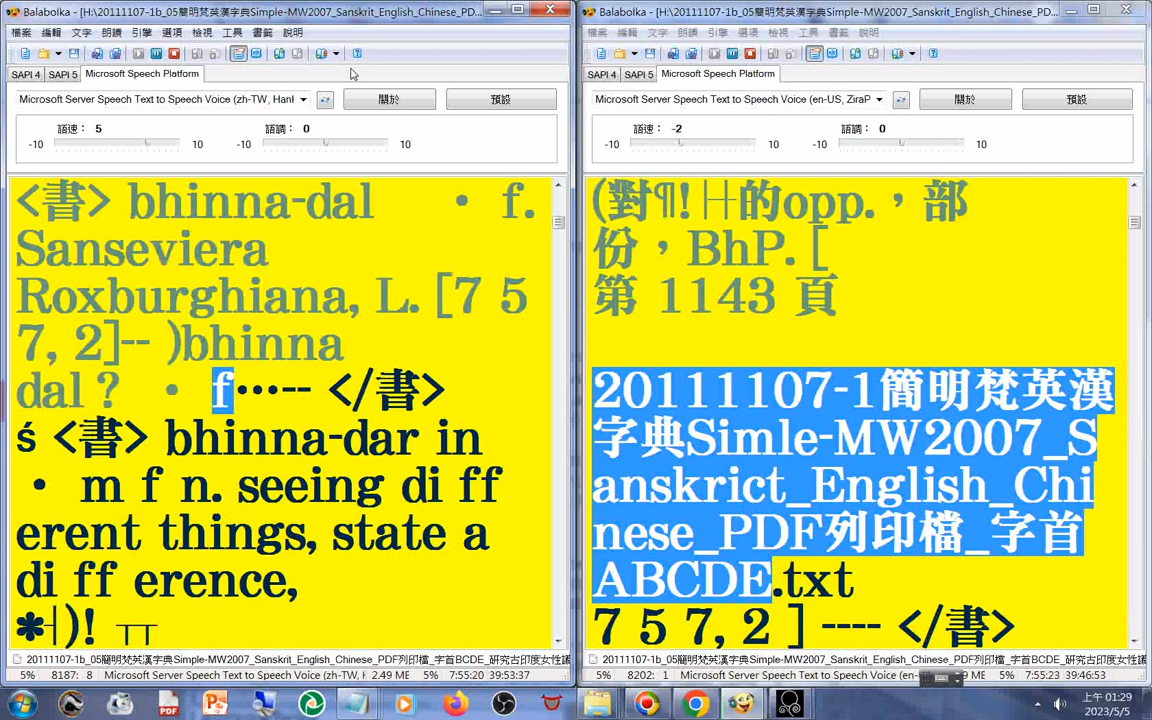 Balabolka - [H:\20111107-1b_05簡明梵英漢字典Simple-MW2007_Sanskrit_English_Chinese_PD...
檔案 編輯 文字 朗讀 引擎 選項 檢視 工具 書籤 說明
SAPI 4 SAPI 5 Microsoft Speech Platform
Microsoft Server Speech Text to Speech Voice (zh-TW, Hanl
關於 預設
語速： 5 語調： 0
-10 10 -10 10
<書> bhinna-dal • f.
Sanseviera
Roxburghiana, L. [7 5
7, 2]-- )bhinna
dal？ • f…-- </書>
ś <書> bhinna-dar in
• m f n. seeing di ff
erent things, state a
di ff erence,
✽┤)! ┬┬
20111107-1b_05簡明梵英漢字典Simple-MW2007_Sanskrit_English_Chinese_PDF列印檔_字首BCDE_研究古印度女性議
5% 8187: 8 Microsoft Server Speech Text to Speech Voice (zh-TW, H 2.49 MB 5% 7:55:20 39:53:37
Balabolka - [H:\20111107-1b_05簡明梵英漢字典Simple-MW2007_Sanskrit_English_Chinese_PD...
檔案 編輯 文字 朗讀 引擎 選項 檢視 工具 書籤 說明
SAPI 4 SAPI 5 Microsoft Speech Platform
Microsoft Server Speech Text to Speech Voice (en-US, ZiraP
關於 預設
語速： -2 語調： 0
-10 10 -10 10
(對¶!├┼的opp.，部
份，BhP. [
第 1143 頁
20111107-1簡明梵英漢
字典Simle-MW2007_S
anskrict_English_Chi
nese_PDF列印檔_字首
ABCDE.txt
7 5 7, 2 ] ---- </書>
20111107-1b_05簡明梵英漢字典Simple-MW2007_Sanskrit_English_Chinese_PDF列印檔_字首BCDE_研究古印度女性議
5% 8202: 1 Microsoft Server Speech Text to Speech Voice (en-US, 5% 7:55:23 39:46:53
上午 01:29
2023/5/5